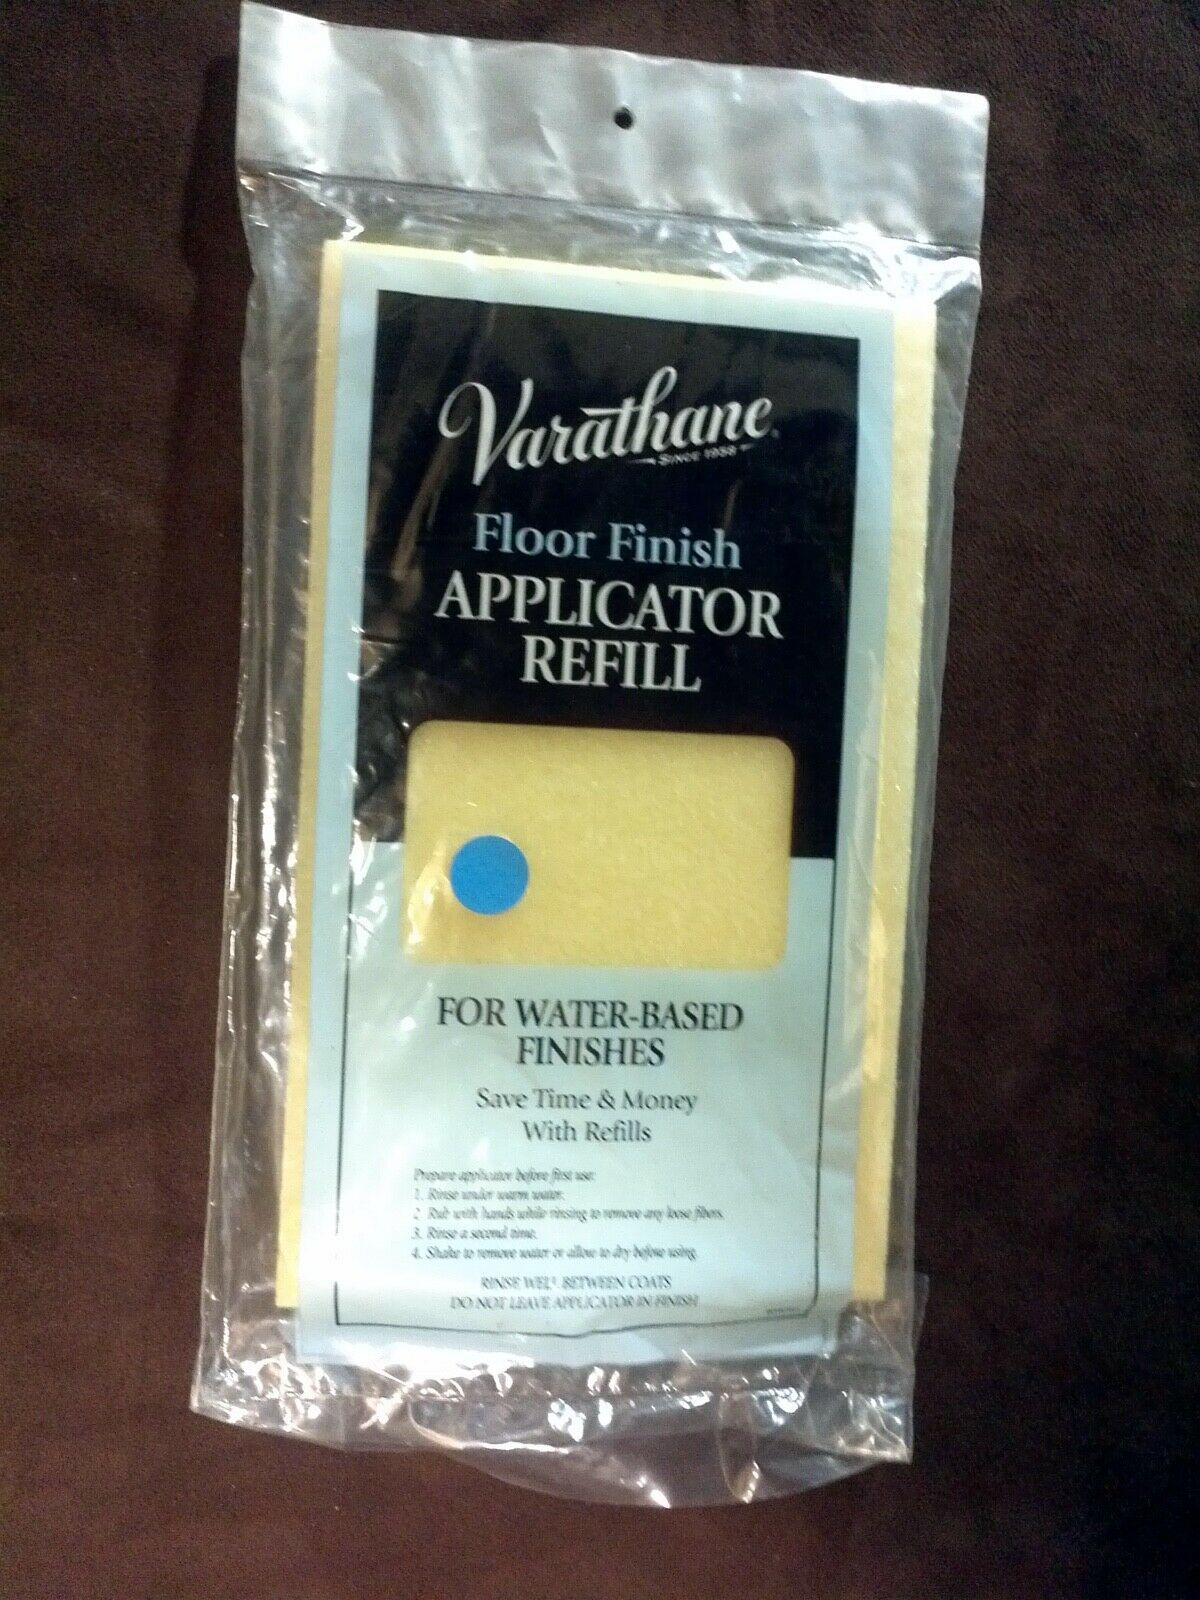 Varathane
SINCE 1958
Floor Finish
APPLICATOR
REFILL
FOR WATER-BASED
FINISHES
Save Time & Money
With Refills
Prepare applicator before first use:
1. Rinse under warm water.
2. Rub with hands while rinsing to remove any loose fibers.
3. Rinse a second time.
4. Shake to remove water or allow to dry before using.
RINSE WELL BETWEEN COATS
DO NOT LEAVE APPLICATOR IN FINISH